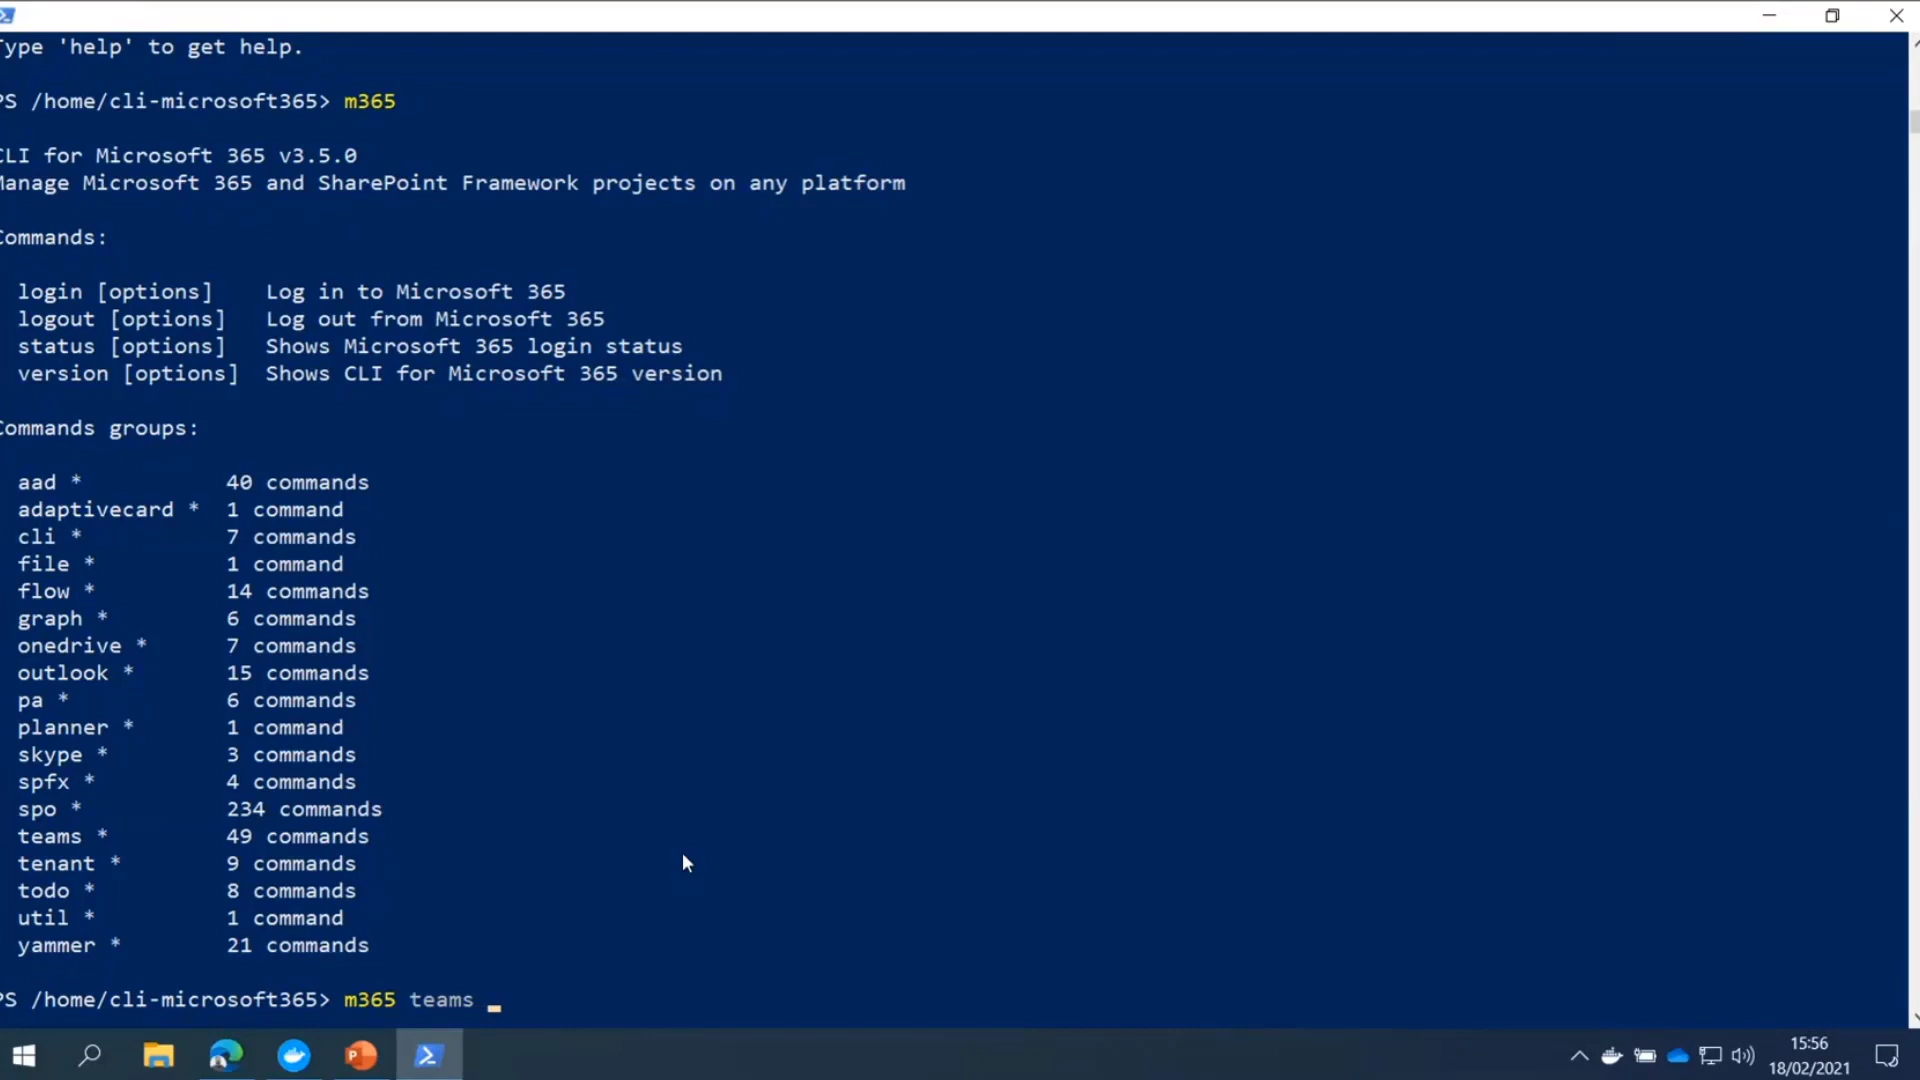 Type 'help' to get help.
PS /home/cli-microsoft365> m365
CLI for Microsoft 365 v3.5.0
Manage Microsoft 365 and SharePoint Framework projects on any platform
Commands:
login [options] Log in to Microsoft 365
logout [options] Log out from Microsoft 365
status [options] Shows Microsoft 365 login status
version [options] Shows CLI for Microsoft 365 version
Commands groups:
aad * 40 commands
adaptivecard * 1 command
cli * 7 commands
file * 1 command
flow * 14 commands
graph * 6 commands
onedrive * 7 commands
outlook * 15 commands
pa * 6 commands
planner * 1 command
skype * 3 commands
spfx * 4 commands
spo * 234 commands
teams * 49 commands
tenant * 9 commands
todo * 8 commands
util * 1 command
yammer * 21 commands
PS /home/cli-microsoft365> m365 teams _
15:56
18/02/2021